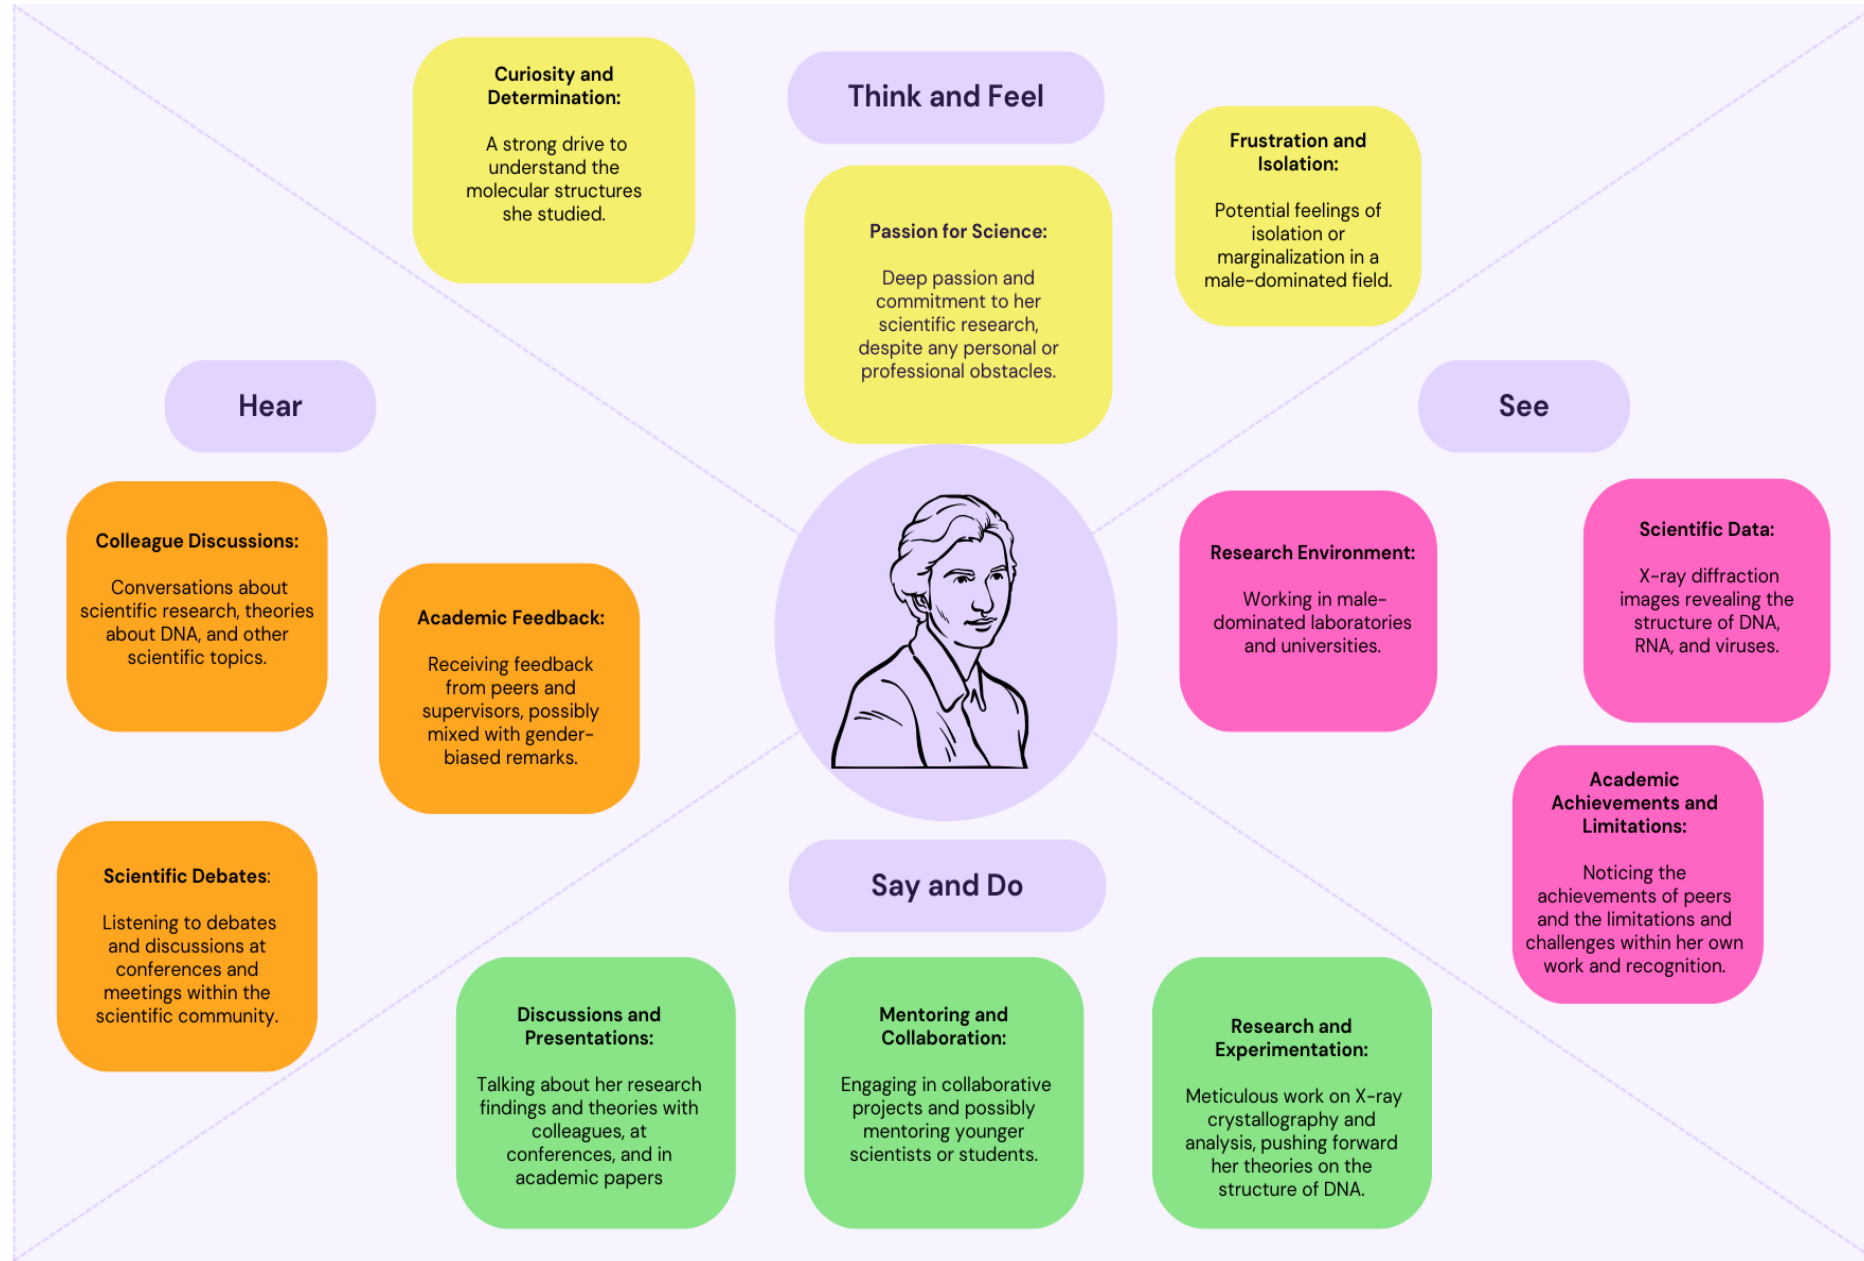 Think and Feel
Curiosity and
Determination:
A strong drive to
understand the
molecular structures
she studied.
Passion for Science:
Deep passion and
commitment to her
scientific research,
despite any personal or
professional obstacles.
Frustration and
Isolation:
Potential feelings of
isolation or
marginalization in a
male-dominated field.
Hear
Colleague Discussions:
Conversations about
scientific research, theories
about DNA, and other
scientific topics.
Academic Feedback:
Receiving feedback
from peers and
supervisors, possibly
mixed with gender-
biased remarks.
Scientific Debates:
Listening to debates
and discussions at
conferences and
meetings within the
scientific community.
See
Research Environment:
Working in male-
dominated laboratories
and universities.
Scientific Data:
X-ray diffraction
images revealing the
structure of DNA,
RNA, and viruses.
Academic
Achievements and
Limitations:
Noticing the
achievements of peers
and the limitations and
challenges within her own
work and recognition.
Say and Do
Discussions and
Presentations:
Talking about her research
findings and theories with
colleagues, at
conferences, and in
academic papers
Mentoring and
Collaboration:
Engaging in collaborative
projects and possibly
mentoring younger
scientists or students.
Research and
Experimentation:
Meticulous work on X-ray
crystallography and
analysis, pushing forward
her theories on the
structure of DNA.